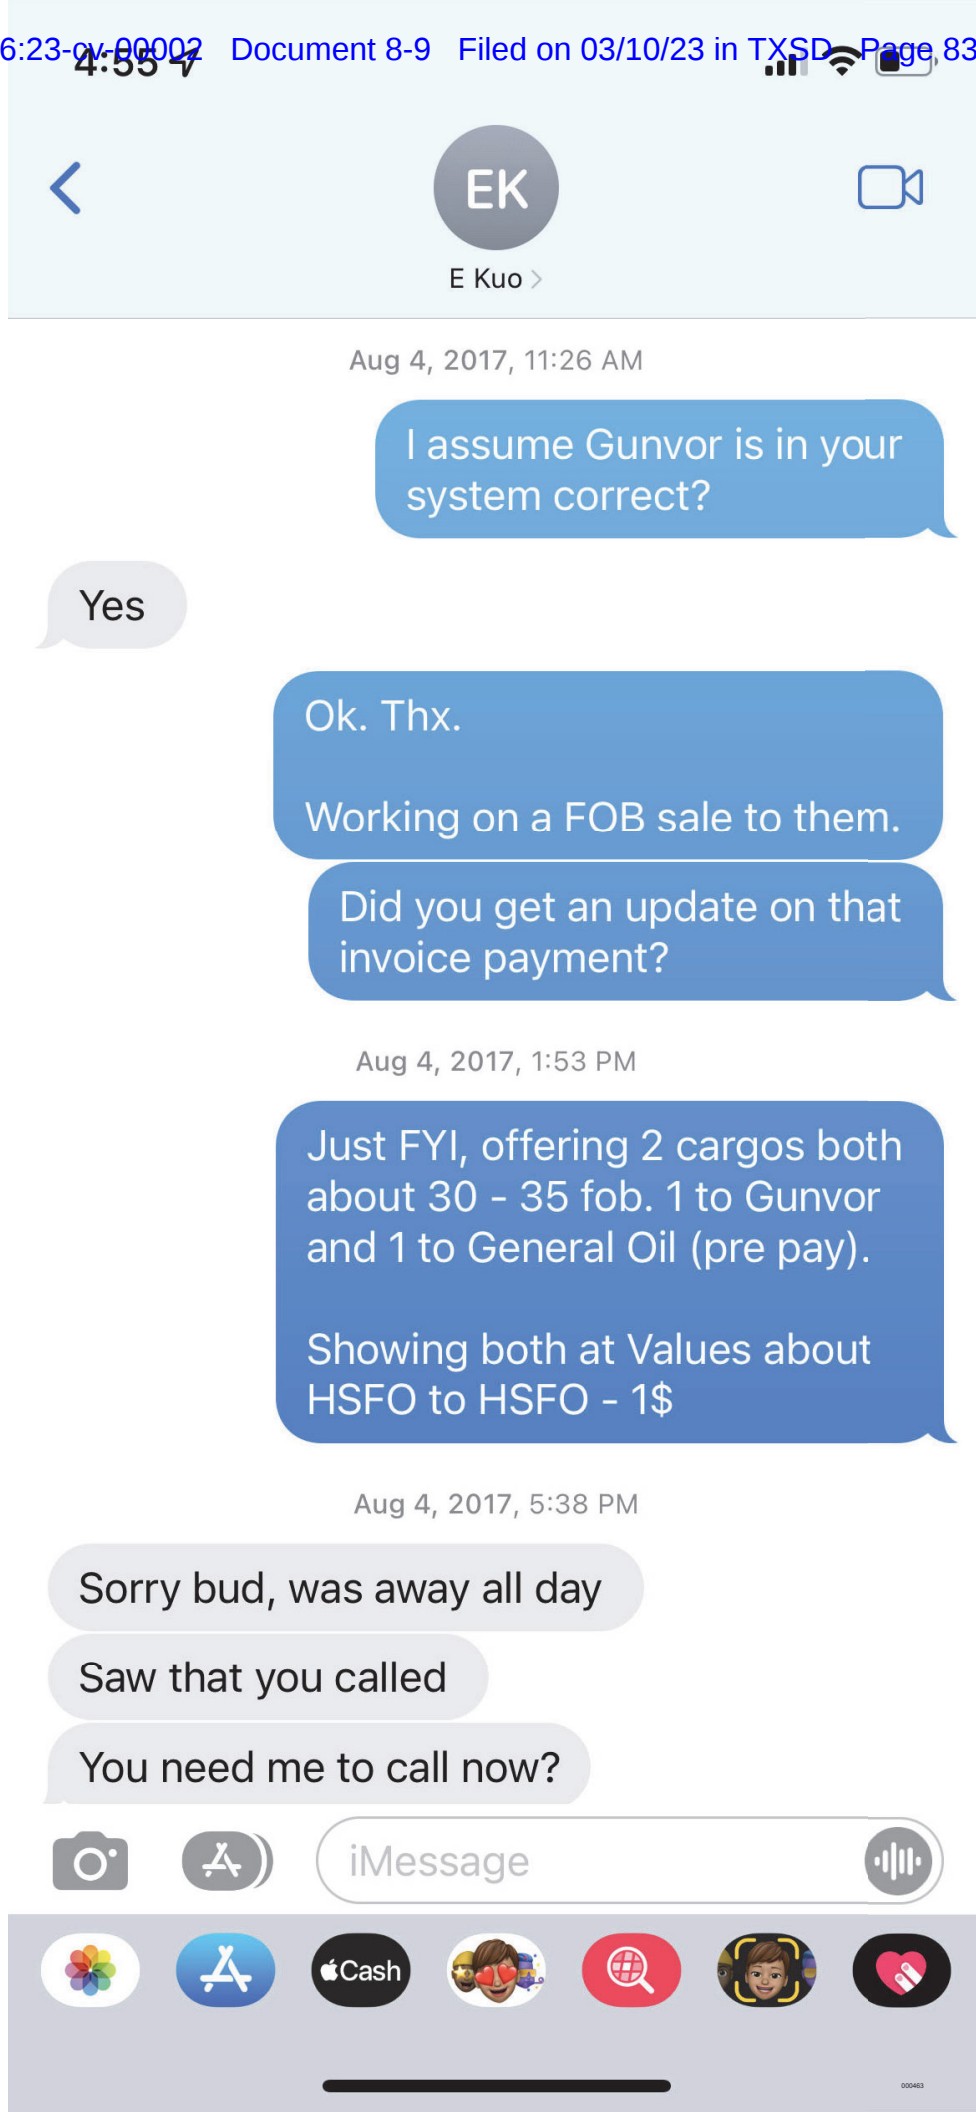 6:23-cv-00002 Document 8-9 Filed on 03/10/23 in TXSD Page 83
4:55
EK
E Kuo
Aug 4, 2017, 11:26 AM
I assume Gunvor is in your
system correct?
Yes
Ok. Thx.
Working on a FOB sale to them.
Did you get an update on that
invoice payment?
Aug 4, 2017, 1:53 PM
Just FYI, offering 2 cargos both
about 30 - 35 fob. 1 to Gunvor
and 1 to General Oil (pre pay).
Showing both at Values about
HSFO to HSFO - 1$
Aug 4, 2017, 5:38 PM
Sorry bud, was away all day
Saw that you called
You need me to call now?
iMessage
Cash
000463